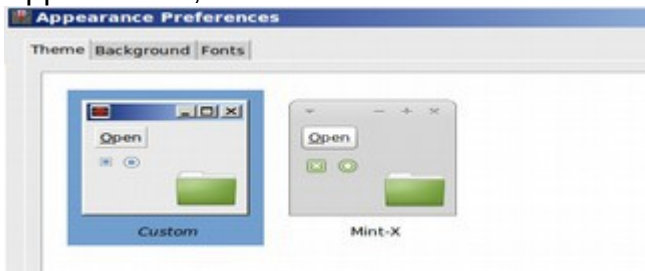 Appearance Preferences
Theme Background Fonts
Open Open
Custom Mint-X